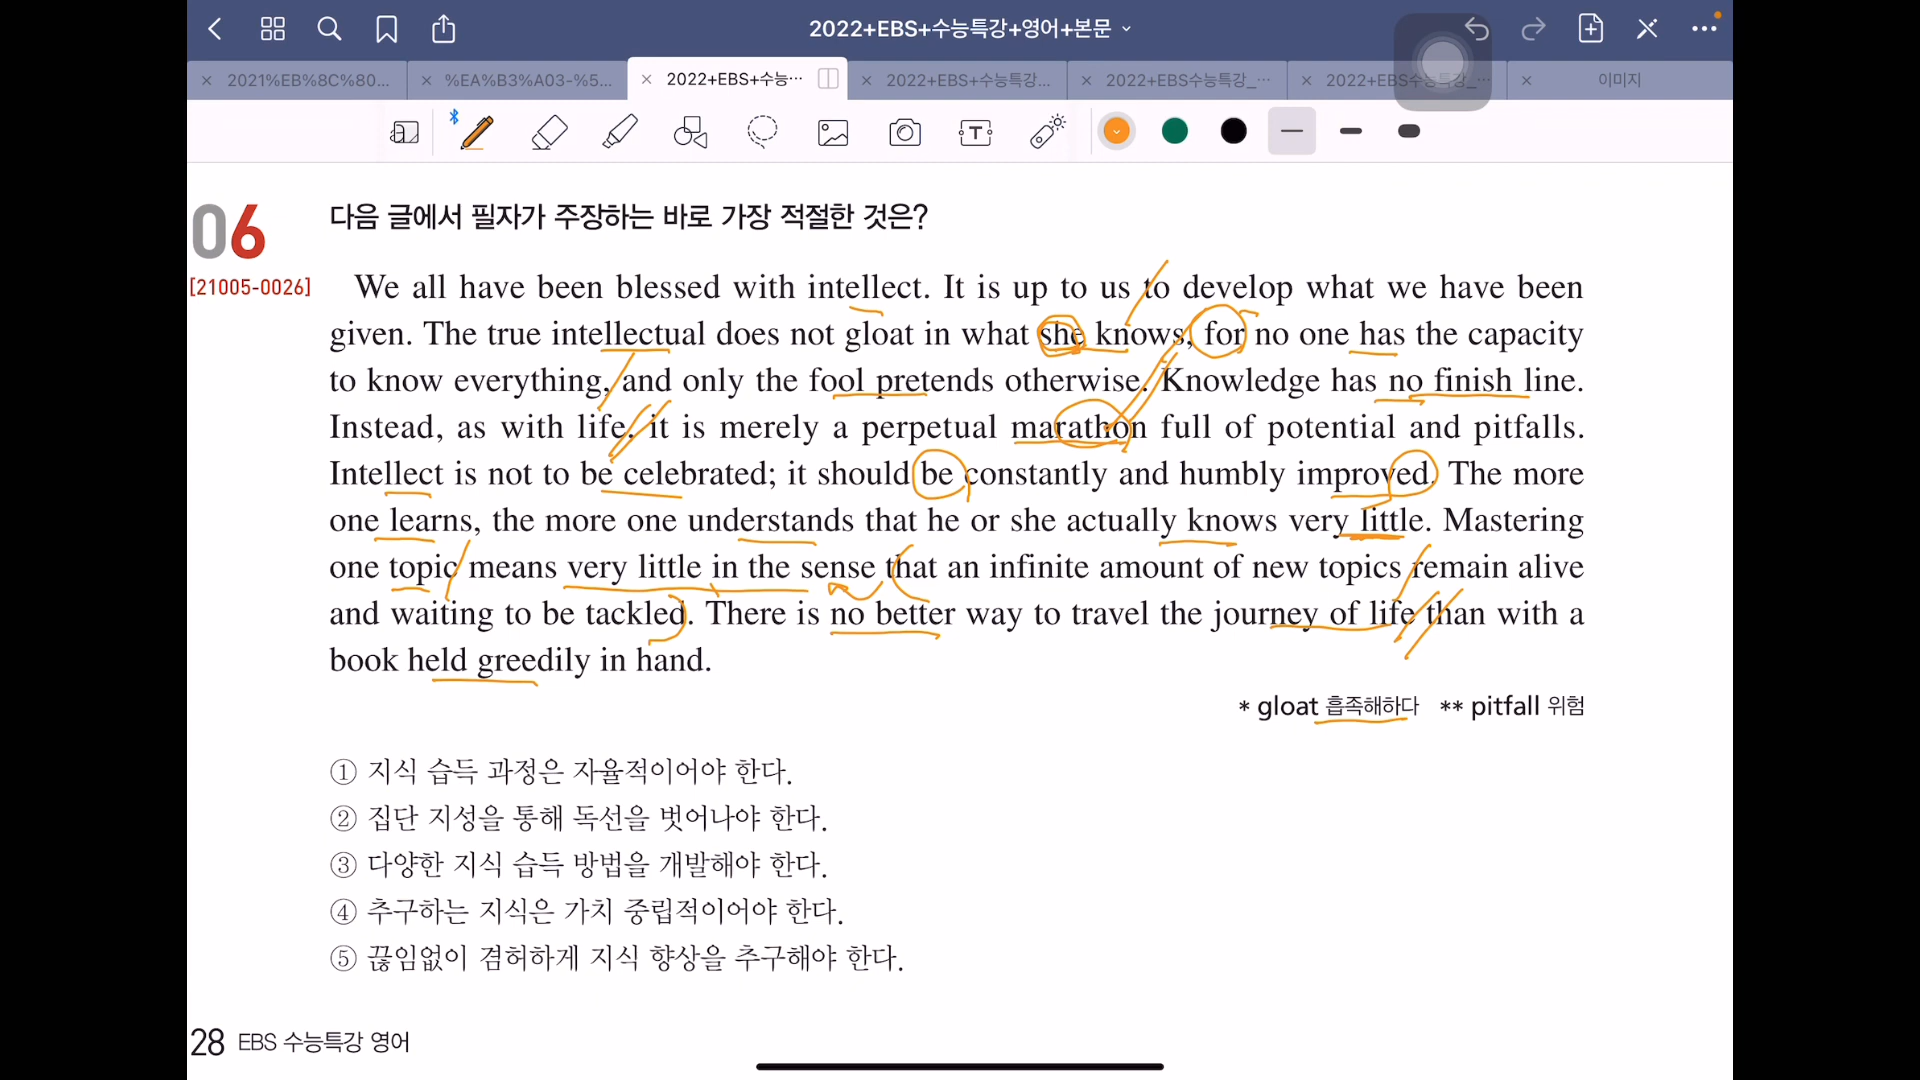 2022+EBS+수능특강+영어+본문
2021%EB%8C%80...
%EA%B3%A03-%5...
2022+EBS+수능...
2022+EBS+수능특강...
2022+EBS수능특강_...
2022+EBS수능특강_...
이미지
06
다음 글에서 필자가 주장하는 바로 가장 적절한 것은?
[21005-0026]
We all have been blessed with intellect. It is up to us to develop what we have been
given. The true intellectual does not gloat in what she knows, for no one has the capacity
to know everything, and only the fool pretends otherwise. Knowledge has no finish line.
Instead, as with life, it is merely a perpetual marathon full of potential and pitfalls.
Intellect is not to be celebrated; it should be constantly and humbly improved. The more
one learns, the more one understands that he or she actually knows very little. Mastering
one topic means very little in the sense that an infinite amount of new topics remain alive
and waiting to be tackled. There is no better way to travel the journey of life than with a
book held greedily in hand.
* gloat 흡족해하다 ** pitfall 위험
① 지식 습득 과정은 자율적이어야 한다.
② 집단 지성을 통해 독선을 벗어나야 한다.
③ 다양한 지식 습득 방법을 개발해야 한다.
④ 추구하는 지식은 가치 중립적이어야 한다.
⑤ 끊임없이 겸허하게 지식 향상을 추구해야 한다.
28 EBS 수능특강 영어